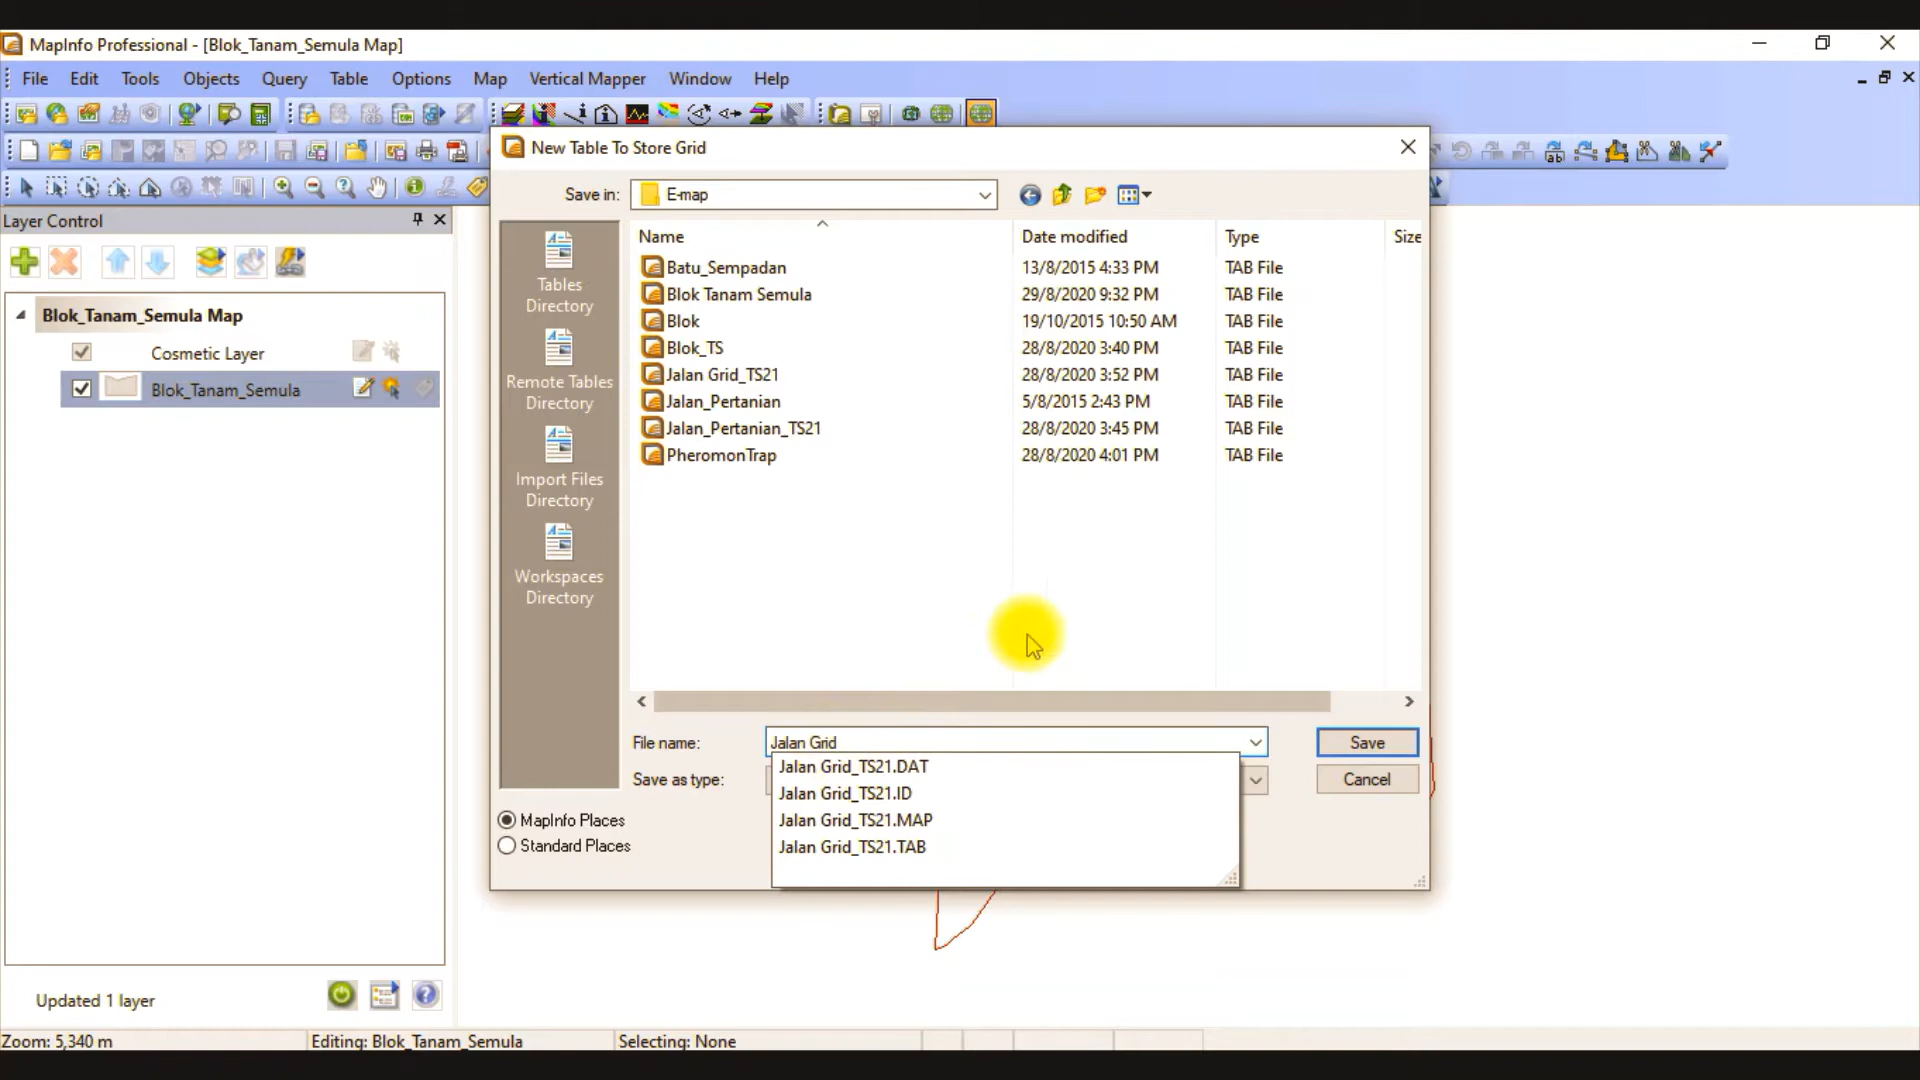 MapInfo Professional - [Blok_Tanam_Semula Map]
File Edit Tools Objects Query Table Options Map Vertical Mapper Window Help
New Table To Store Grid
Save in: E-map
Layer Control
Name Date modified Type Size
Batu_Sempadan 13/8/2015 4:33 PM TAB File
Blok Tanam Semula 29/8/2020 9:32 PM TAB File
Blok 19/10/2015 10:50 AM TAB File
Blok_TS 28/8/2020 3:40 PM TAB File
Jalan Grid_TS21 28/8/2020 3:52 PM TAB File
Jalan_Pertanian 5/8/2015 2:43 PM TAB File
Jalan_Pertanian_TS21 28/8/2020 3:45 PM TAB File
PheromonTrap 28/8/2020 4:01 PM TAB File
Tables
Directory
Remote Tables
Directory
Import Files
Directory
Workspaces
Directory
Blok_Tanam_Semula Map
Cosmetic Layer
Blok_Tanam_Semula
File name: Jalan Grid Save
Save as type: Cancel
Jalan Grid_TS21.DAT
Jalan Grid_TS21.ID
Jalan Grid_TS21.MAP
Jalan Grid_TS21.TAB
MapInfo Places
Standard Places
Updated 1 layer
Zoom: 5,340 m Editing: Blok_Tanam_Semula Selecting: None